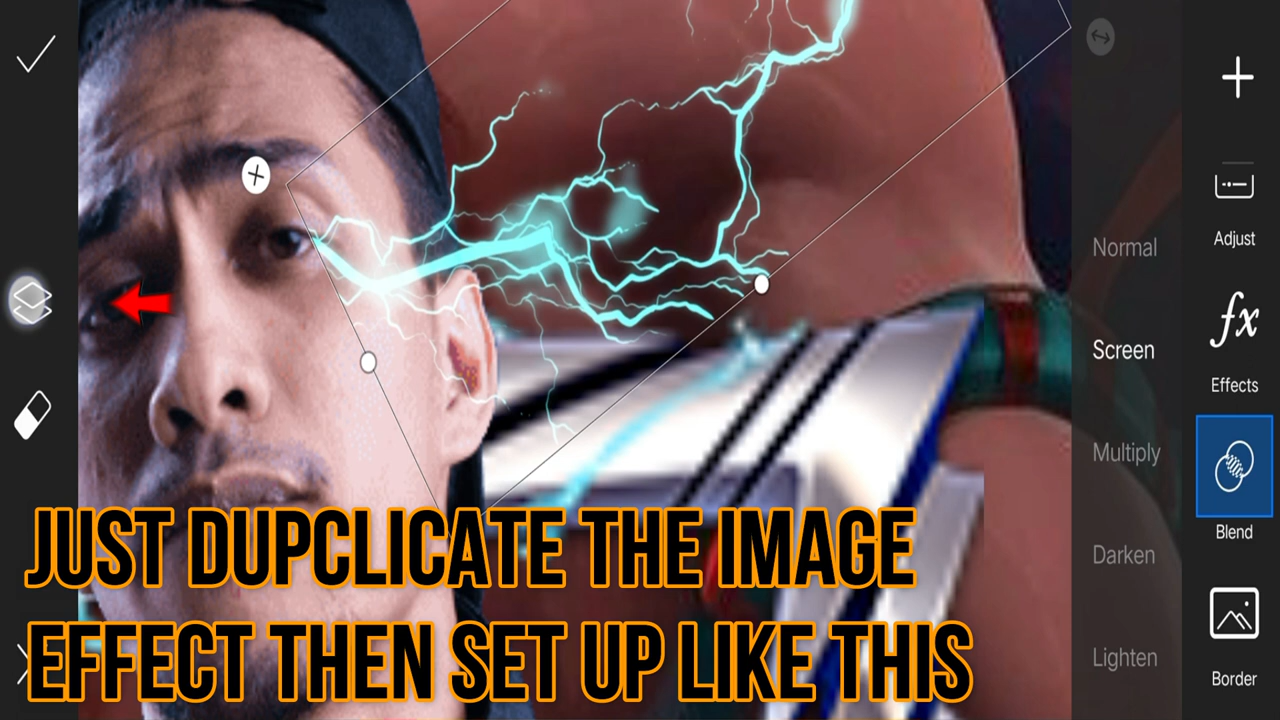 Adjust
Normal
Screen
fx
Effects
Multiply
Blend
Darken
Lighten
Border
JUST DUPCLICATE THE IMAGE
EFFECT THEN SET UP LIKE THIS